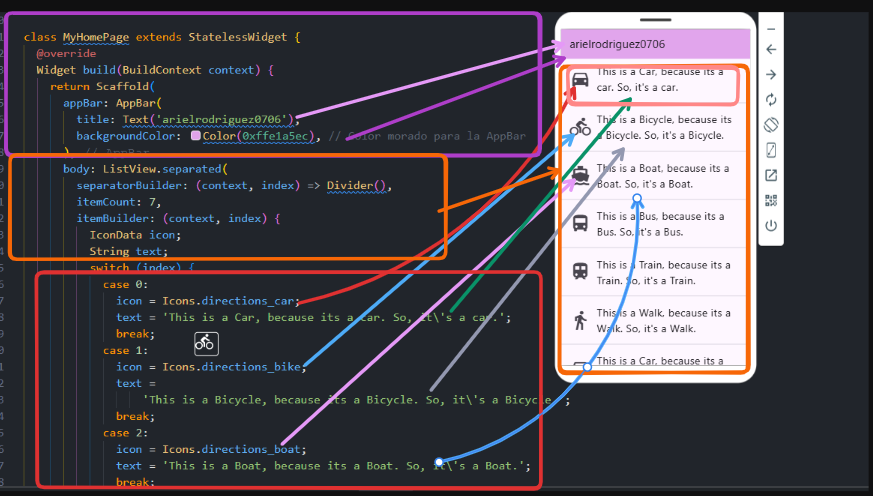 class MyHomePage extends StatelessWidget {
@override
Widget build(BuildContext context) {
return Scaffold(
appBar: AppBar(
title: Text('arielrodriguez0706'),
backgroundColor: Color(0xffe1a5ec), // Color morado para la AppBar
), // AppBar
body: ListView.separated(
separatorBuilder: (context, index) => Divider(),
itemCount: 7,
itemBuilder: (context, index) {
IconData icon;
String text;
switch (index) {
case 0:
icon = Icons.directions_car;
text = 'This is a Car, because its a car. So, it\'s a car.';
break;
case 1:
icon = Icons.directions_bike;
text =
'This is a Bicycle, because its a Bicycle. So, it\'s a Bicycle.';
break;
case 2:
icon = Icons.directions_boat;
text = 'This is a Boat, because its a Boat. So, it\'s a Boat.';
break;
arielrodriguez0706
This is a Car, because its a
car. So, it's a car.
This is a Bicycle, because its
Bicycle. So, it's a Bicycle.
This is a Boat, because its a
Boat. So, it's a Boat.
This is a Bus, because its a
Bus. So, it's a Bus.
This is a Train, because its a
Train. So, it's a Train.
This is a Walk, because its a
Walk. So, it's a Walk.
This is a Car, because its a